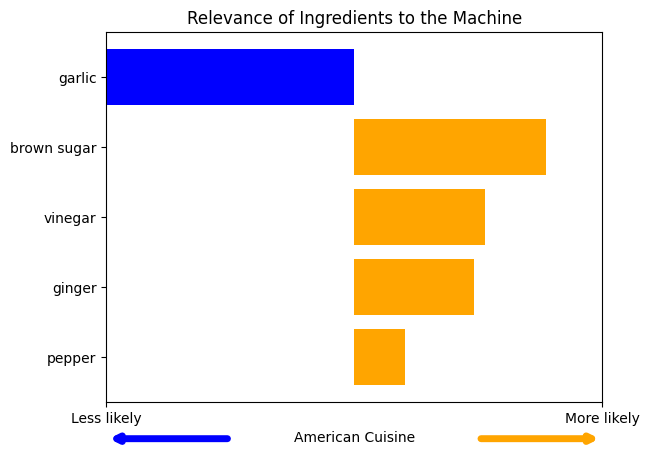 Relevance of Ingredients to the Machine
garlic
brown sugar
vinegar
ginger
pepper
Less likely
More likely
American Cuisine